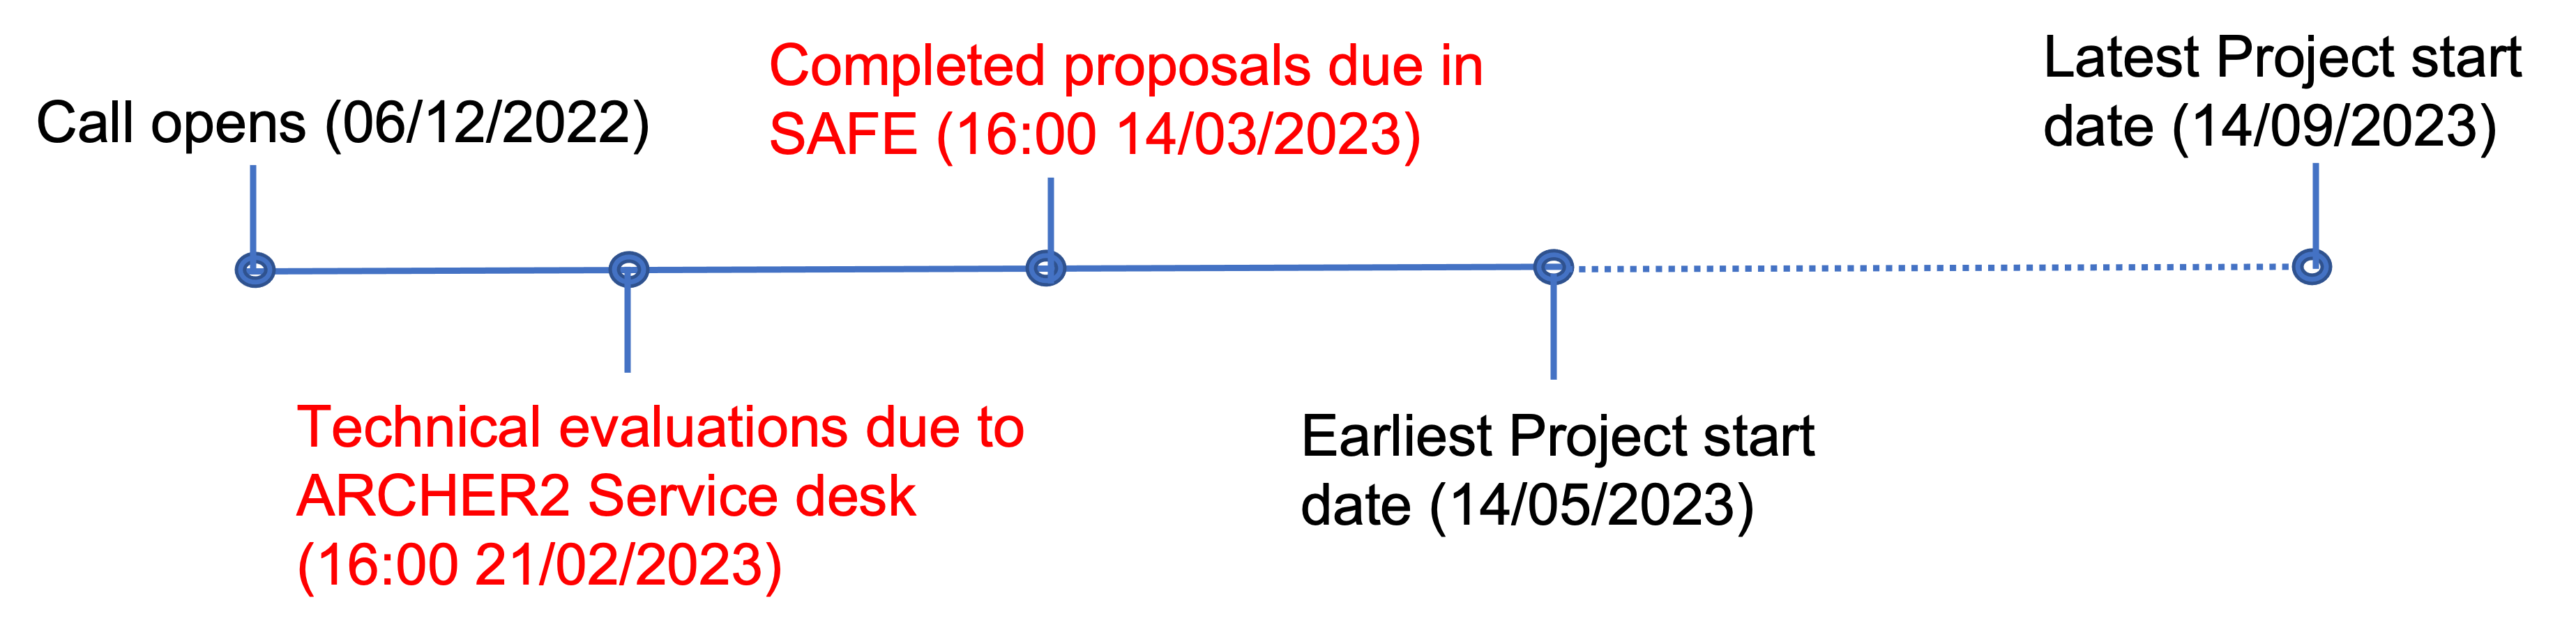 Call opens (06/12/2022)
Technical evaluations due to
ARCHER2 Service desk
(16:00 21/02/2023)
Completed proposals due in
SAFE (16:00 14/03/2023)
Earliest Project start
date (14/05/2023)
Latest Project start
date (14/09/2023)